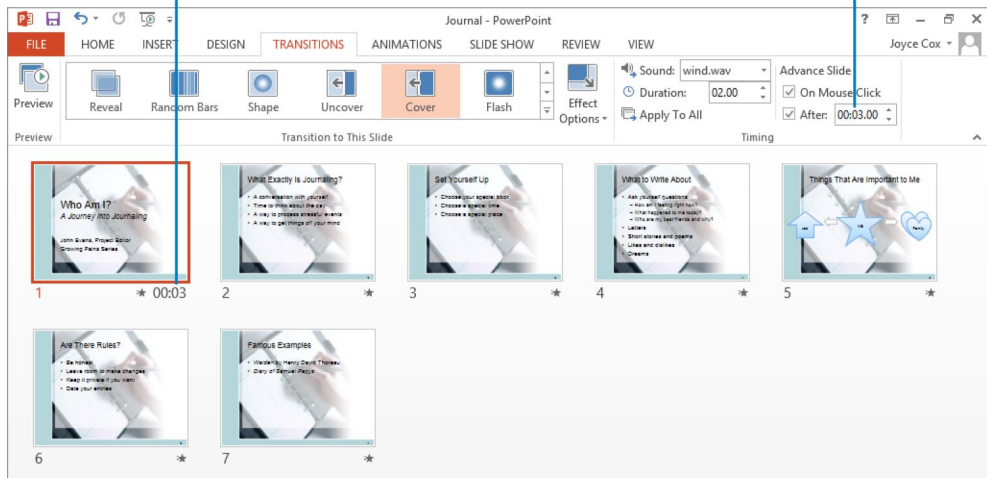 Journal - PowerPoint
FILE HOME INSERT DESIGN TRANSITIONS ANIMATIONS SLIDE SHOW REVIEW VIEW Joyce Cox
Preview
Reveal Random Bars Shape Uncover Cover Flash
Effect Options
Sound: wind.wav
Duration: 02.00
Apply To All
Advance Slide
On Mouse Click
After: 00:03.00
Preview Transition to This Slide Timing
Who Am I?
A Journey Into Journaling
John Evans, Project Editor
Growing Pains Series
1 00:03
What Exactly Is Journaling?
• A conversation with yourself
• Time to think about the day
• A way to process stressful events
• A way to get things off your mind
2
Set Yourself Up
• Choose your special book
• Choose a special time
• Choose a special place
3
What to Write About
• Ask yourself questions
– How am I feeling right now?
– What happened to me today?
– Who are my best friends and why?
• Letters
• Short stories and poems
• Likes and dislikes
• Dreams
4
Things That Are Important to Me
Me
Family
5
Are There Rules?
• Be honest
• Leave room to make changes
• Keep it private if you want
• Date your entries
6
Famous Examples
• Walden by Henry David Thoreau
• Diary of Samuel Pepys
7